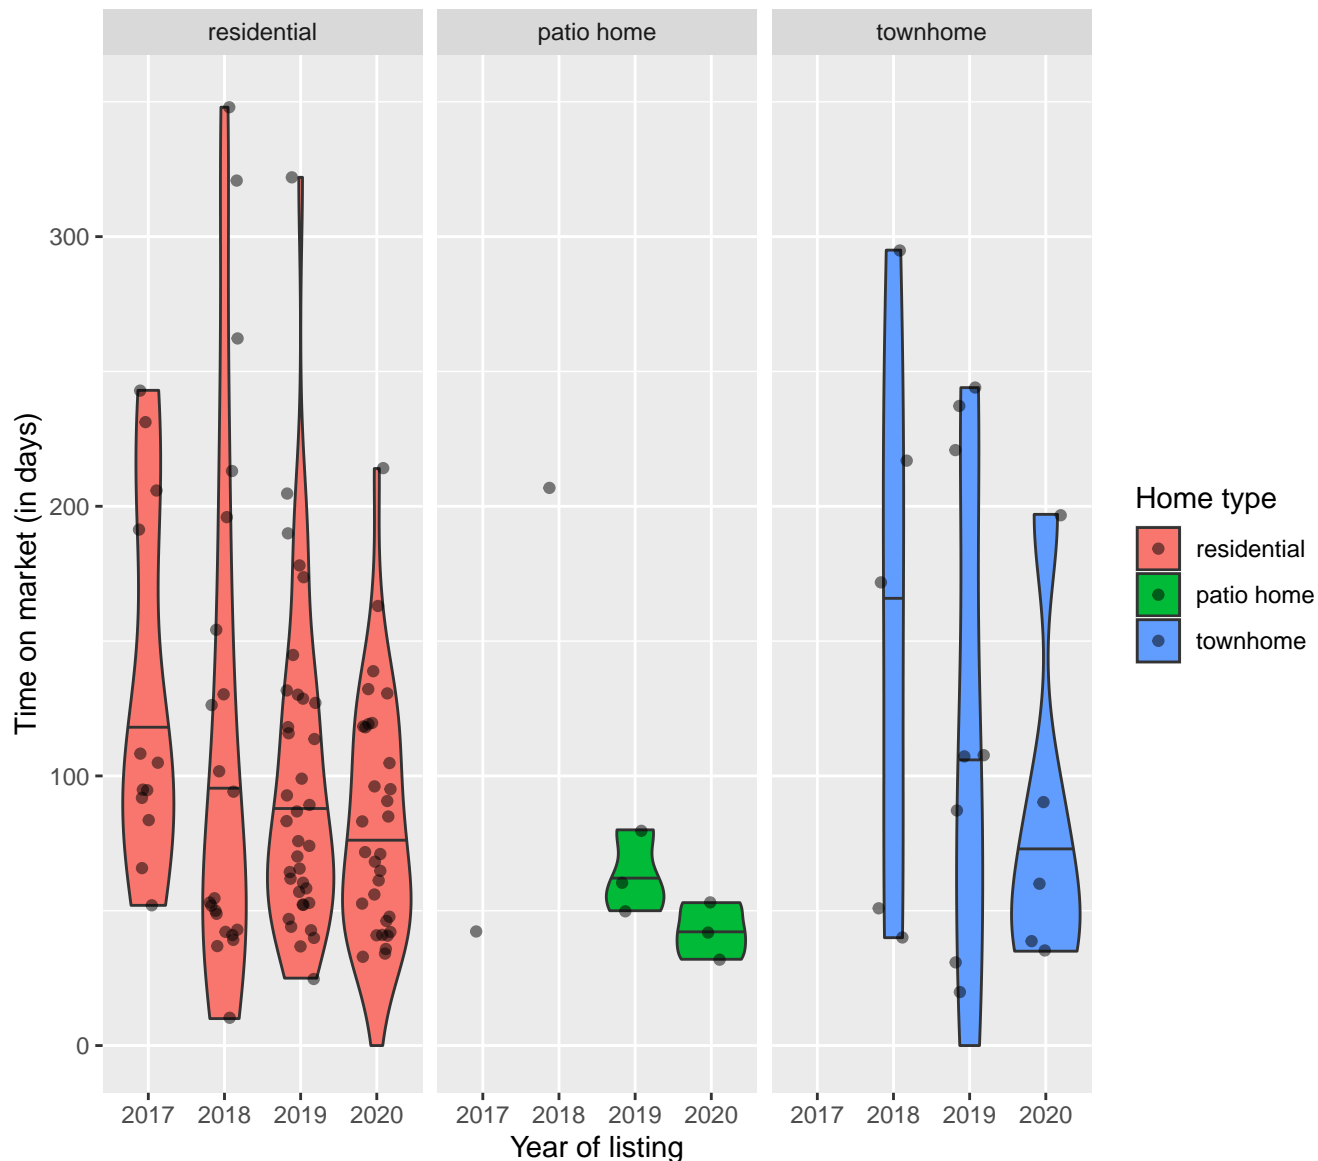 residential
patio home
townhome
Time on market (in days)
300
200
100
0
2017 2018 2019 2020
2017 2018 2019 2020
2017 2018 2019 2020
Year of listing
Home type
residential
patio home
townhome